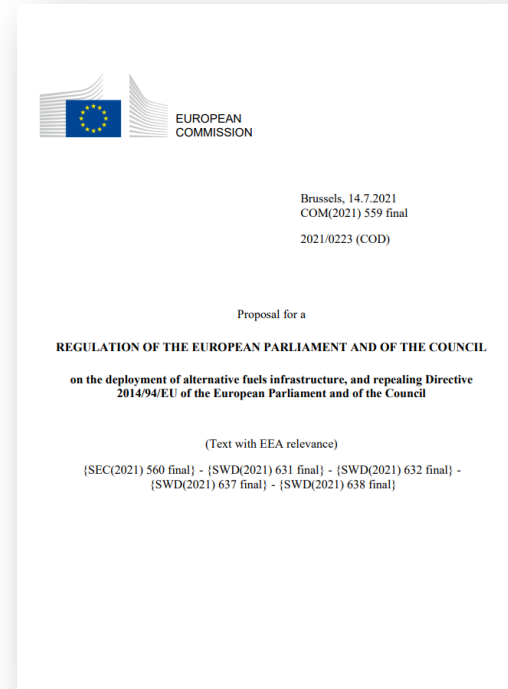 EUROPEAN
COMMISSION
Brussels, 14.7.2021
COM(2021) 559 final
2021/0223 (COD)
Proposal for a
REGULATION OF THE EUROPEAN PARLIAMENT AND OF THE COUNCIL
on the deployment of alternative fuels infrastructure, and repealing Directive
2014/94/EU of the European Parliament and of the Council
(Text with EEA relevance)
{SEC(2021) 560 final} - {SWD(2021) 631 final} - {SWD(2021) 632 final} -
{SWD(2021) 637 final} - {SWD(2021) 638 final}